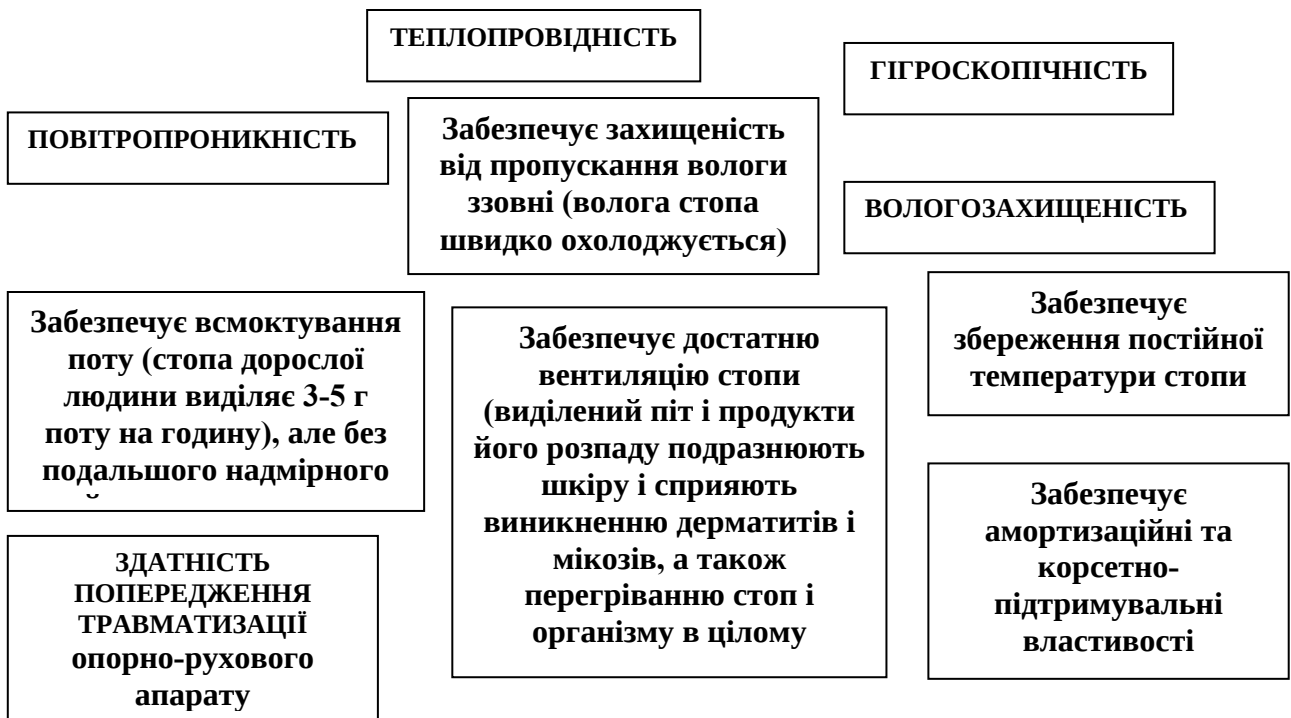 ТЕПЛОПРОВІДНІСТЬ
ГІГРОСКОПІЧНІСТЬ
ПОВІТРОПРОНИКНІСТЬ
Забезпечує захищеність
від пропускання вологи
ззовні (волога стопа
швидко охолоджується)
ВОЛОГОЗАХИЩЕНІСТЬ
Забезпечує всмоктування
поту (стопа дорослої
людини виділяє 3-5 г
поту на годину), але без
подальшого надмірного
Забезпечує достатню
вентиляцію стопи
(виділений піт і продукти
його розпаду подразнюють
шкіру і сприяють
виникненню дерматитів і
мікозів, а також
перегріванню стоп і
організму в цілому
Забезпечує
збереження постійної
температури стопи
Забезпечує
амортизаційні та
корсетно-
підтримувальні
властивості
ЗДАТНІСТЬ
ПОПЕРЕДЖЕННЯ
ТРАВМАТИЗАЦІЇ
опорно-рухового
апарату